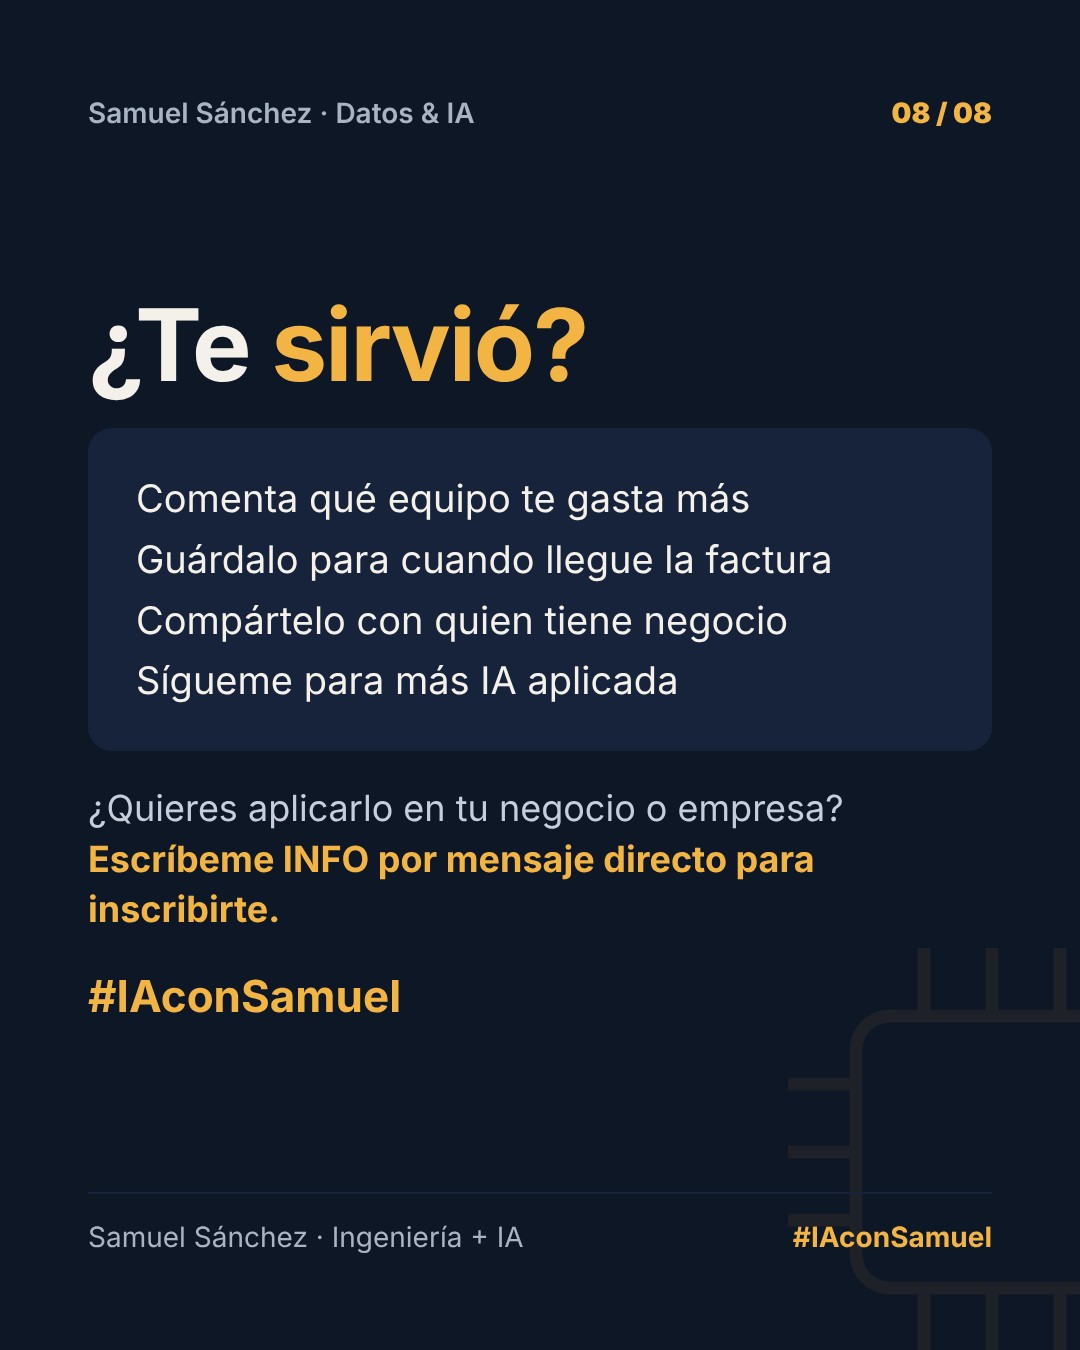 Samuel Sánchez · Datos & IA
08 / 08
¿Te sirvió?
Comenta qué equipo te gasta más
Guárdalo para cuando llegue la factura
Compártelo con quien tiene negocio
Sígueme para más IA aplicada
¿Quieres aplicarlo en tu negocio o empresa?
Escríbeme INFO por mensaje directo para
inscribirte.
#IAconSamuel
Samuel Sánchez · Ingeniería + IA
#IAconSamuel